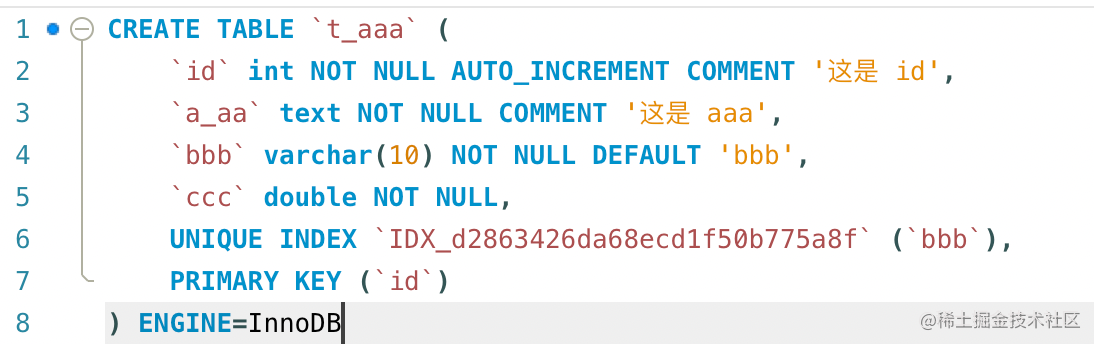 1 CREATE TABLE `t_aaa` (
2 `id` int NOT NULL AUTO_INCREMENT COMMENT '这是 id',
3 `a_aa` text NOT NULL COMMENT '这是 aaa',
4 `bbb` varchar(10) NOT NULL DEFAULT 'bbb',
5 `ccc` double NOT NULL,
6 UNIQUE INDEX `IDX_d2863426da68ecd1f50b775a8f` (`bbb`),
7 PRIMARY KEY (`id`)
8 ) ENGINE=InnoDB
@稀土掘金技术社区